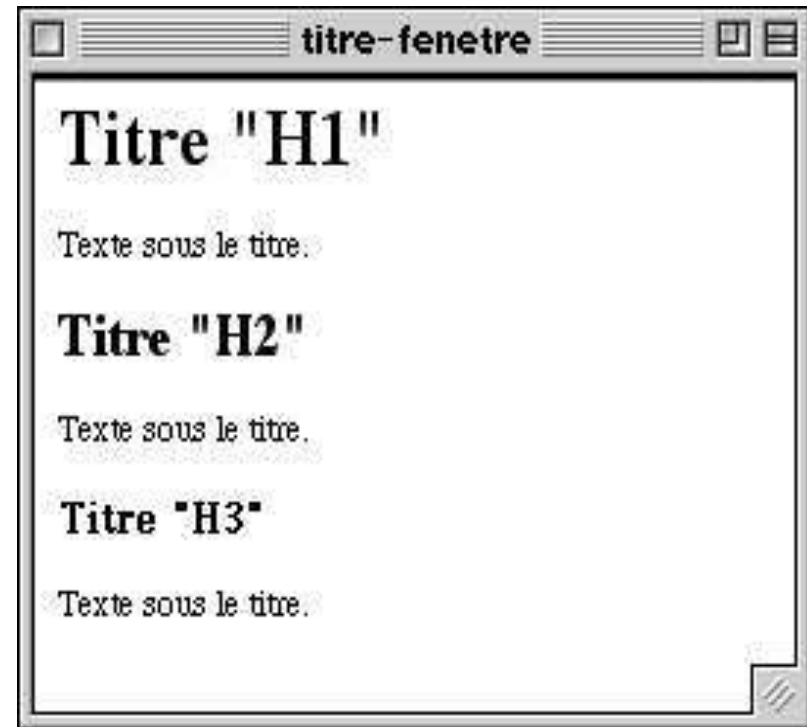 titre-fenetre
Titre "H1"
Texte sous le titre.
Titre "H2"
Texte sous le titre.
Titre "H3"
Texte sous le titre.